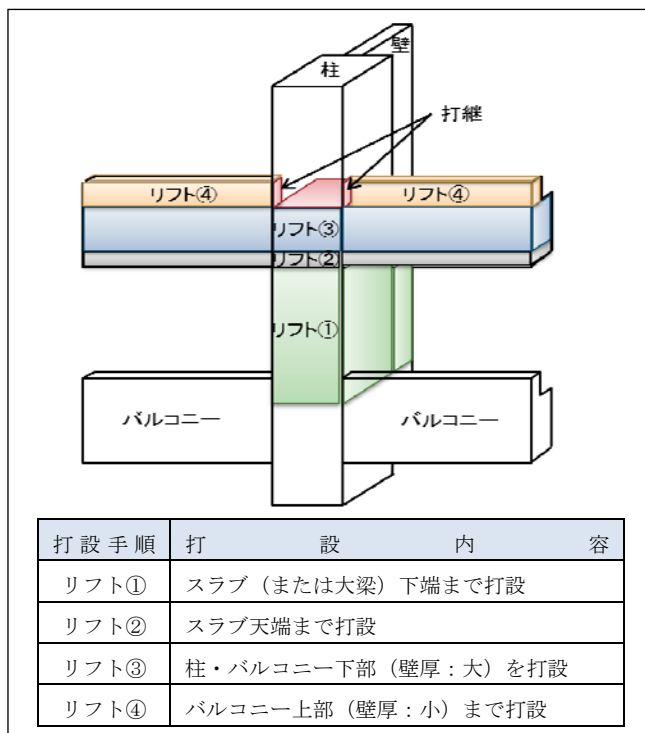 壁
柱
打継
リフト④
リフト④
リフト③
リフト②
リフト①
バルコニー
バルコニー
打設手順 打設内容
リフト① スラブ（または大梁）下端まで打設
リフト② スラブ天端まで打設
リフト③ 柱・バルコニー下部（壁厚：大）を打設
リフト④ バルコニー上部（壁厚：小）まで打設